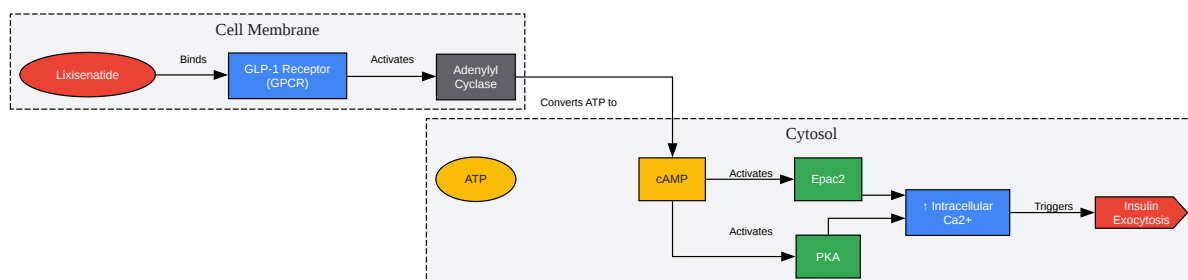 Cell Membrane
Lixisenatide
Binds
GLP-1 Receptor
(GPCR)
Activates
Adenylyl
Cyclase
Converts ATP to
Cytosol
ATP
cAMP
Activates
Epac2
Activates
PKA
↑ Intracellular
Ca2+
Triggers
Insulin
Exocytosis